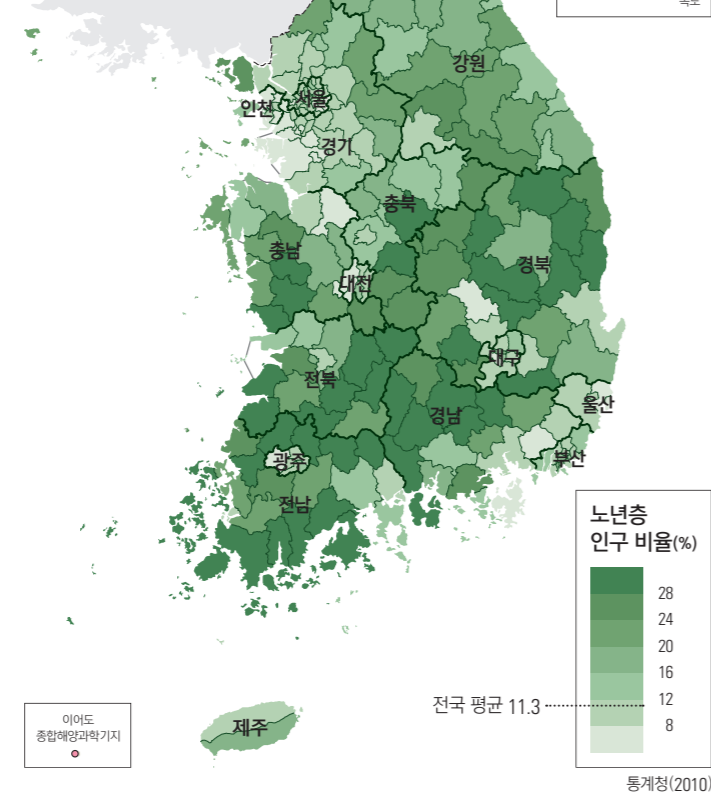 독도
강원
서울
인천
경기
충북
충남
경북
대전
대구
전북
경남
울산
광주
부산
전남
노년층
인구 비율(%)
28
24
20
16
12
8
전국 평균 11.3
이어도
종합해양과학기지
제주
통계청(2010)